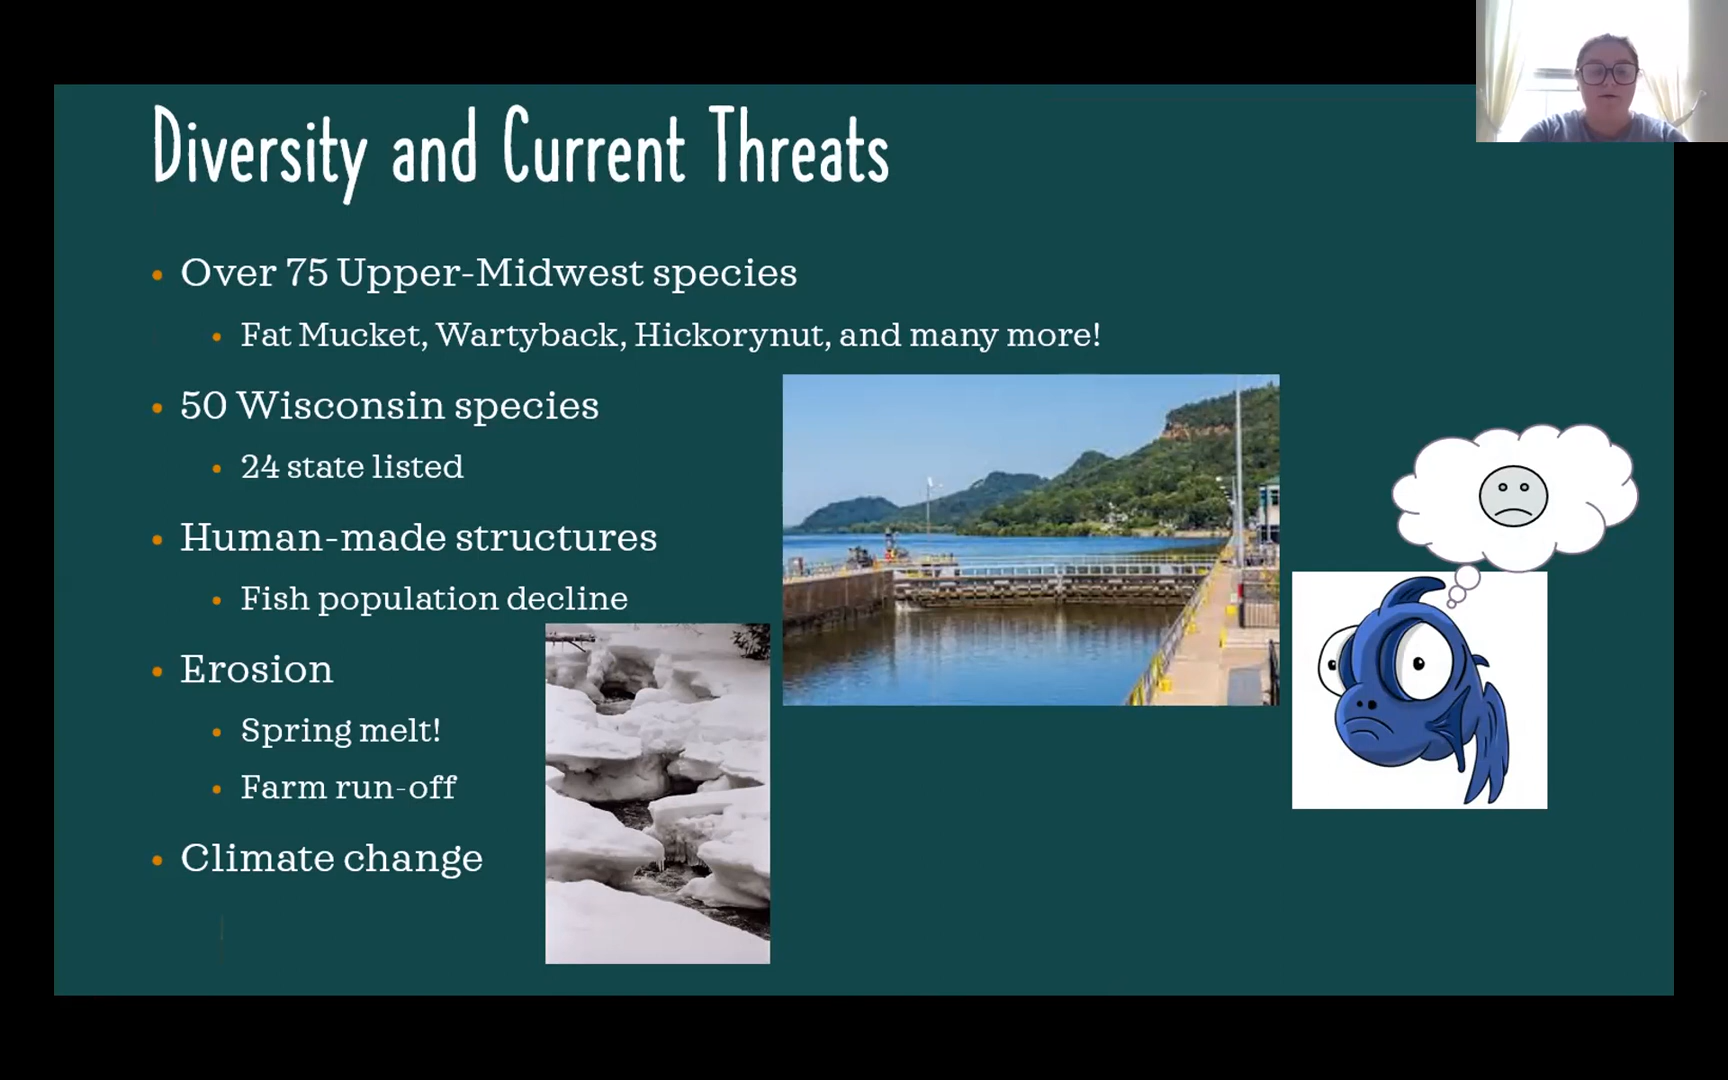 Diversity and Current Threats
Over 75 Upper-Midwest species
Fat Mucket, Wartyback, Hickorynut, and many more!
50 Wisconsin species
24 state listed
Human-made structures
Fish population decline
Erosion
Spring melt!
Farm run-off
Climate change